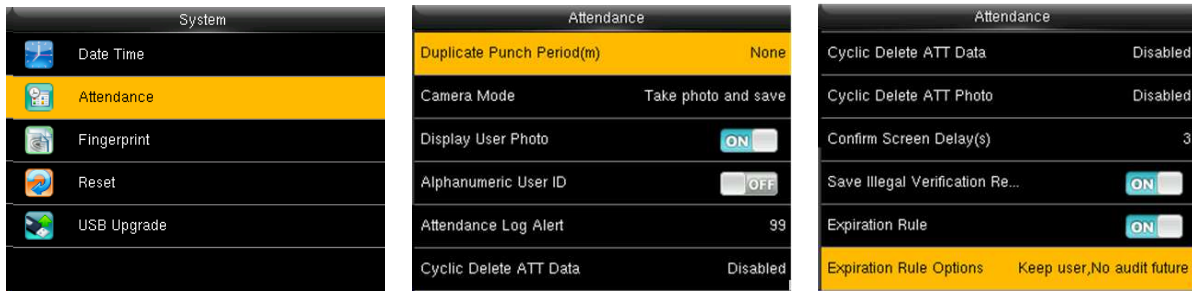 System
Date Time
Attendance
Fingerprint
Reset
USB Upgrade
Attendance
Duplicate Punch Period(m) None
Camera Mode Take photo and save
Display User Photo ON
Alphanumeric User ID OFF
Attendance Log Alert 99
Cyclic Delete ATT Data Disabled
Attendance
Cyclic Delete ATT Data Disabled
Cyclic Delete ATT Photo Disabled
Confirm Screen Delay(s) 3
Save Illegal Verification Re... ON
Expiration Rule ON
Expiration Rule Options Keep user,No audit future